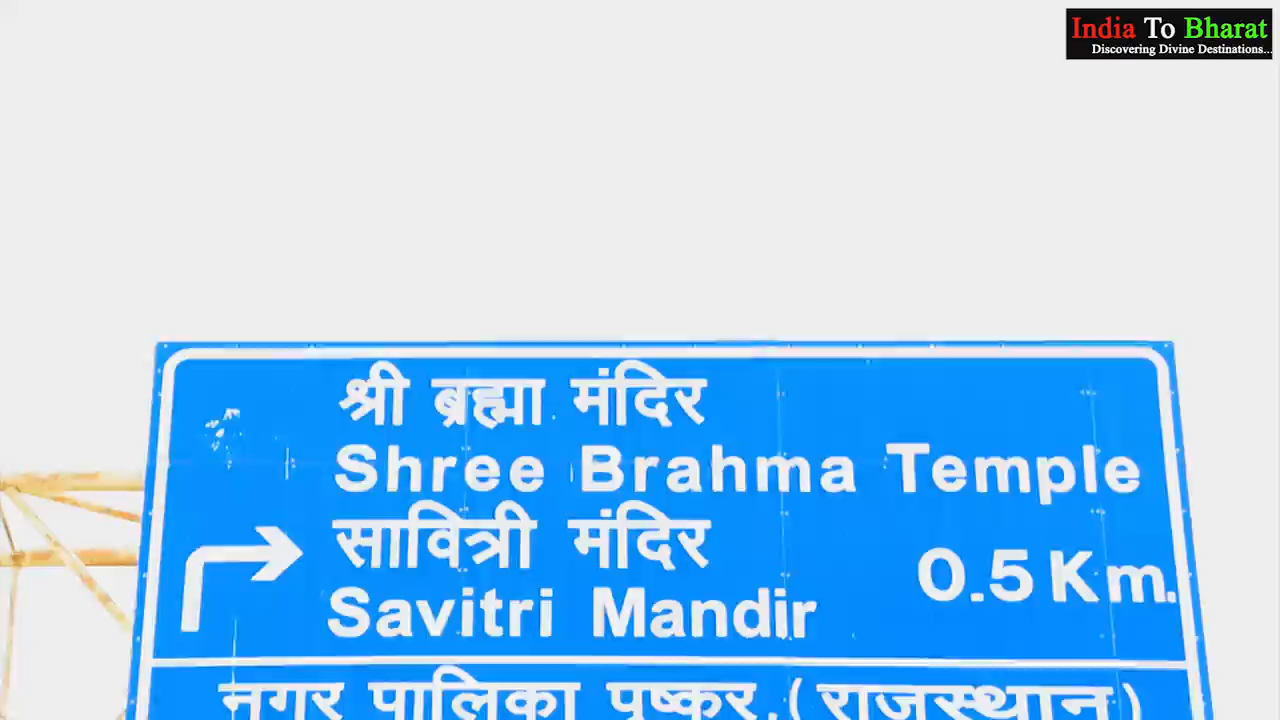 India To Bharat
Discovering Divine Destinations...
श्री ब्रह्मा मंदिर
Shree Brahma Temple
सावित्री मंदिर
0.5 Km.
Savitri Mandir
नगर पालिका पुष्कर,(राजस्थान)